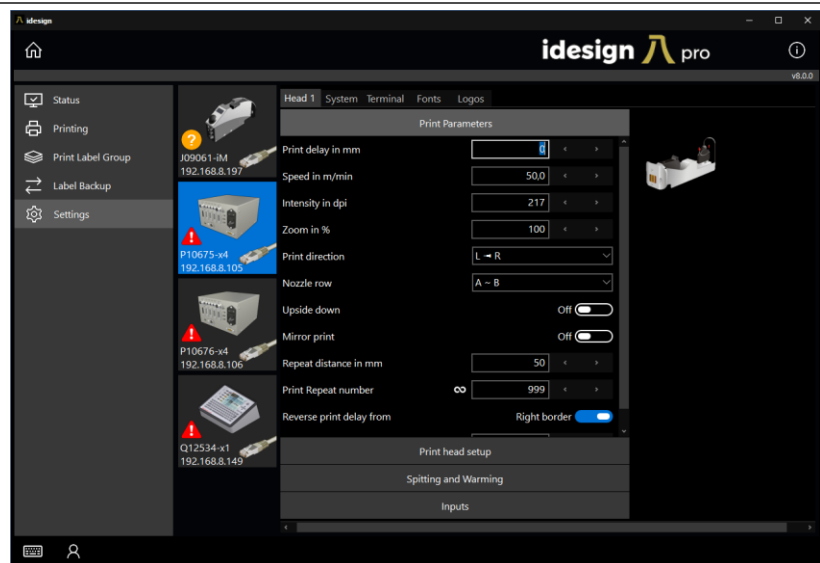 idesign
idesign pro
v8.0.0
Status
Printing
Print Label Group
Label Backup
Settings
J09061-iM
192.168.8.197
P10675-x4
192.168.8.105
P10676-x4
192.168.8.106
Q12534-x1
192.168.8.149
Head 1 System Terminal Fonts Logos
Print Parameters
Print delay in mm
Speed in m/min 50,0
Intensity in dpi 217
Zoom in % 100
Print direction L → R
Nozzle row A ~ B
Upside down Off
Mirror print Off
Repeat distance in mm 50
Print Repeat number ∞ 999
Reverse print delay from Right border
Print head setup
Spitting and Warming
Inputs